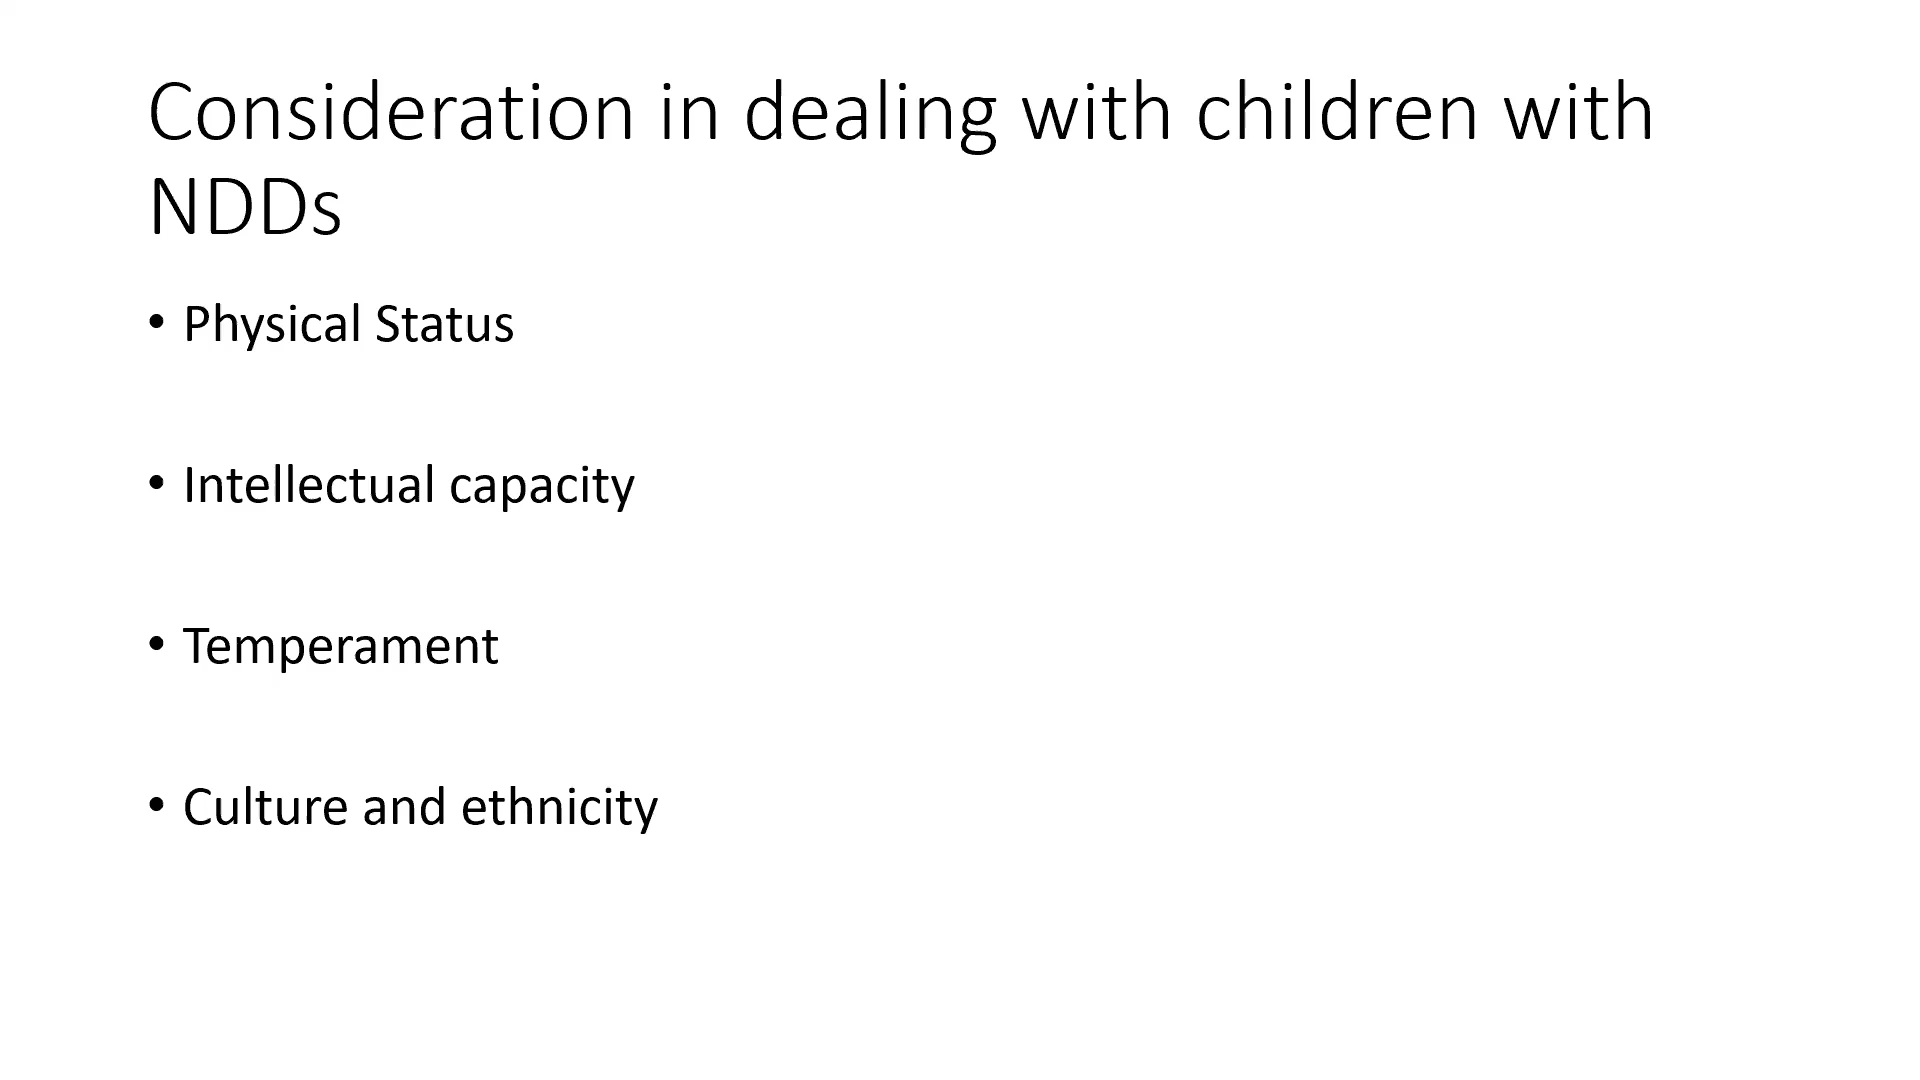 Consideration in dealing with children with
NDDs
• Physical Status
• Intellectual capacity
• Temperament
• Culture and ethnicity